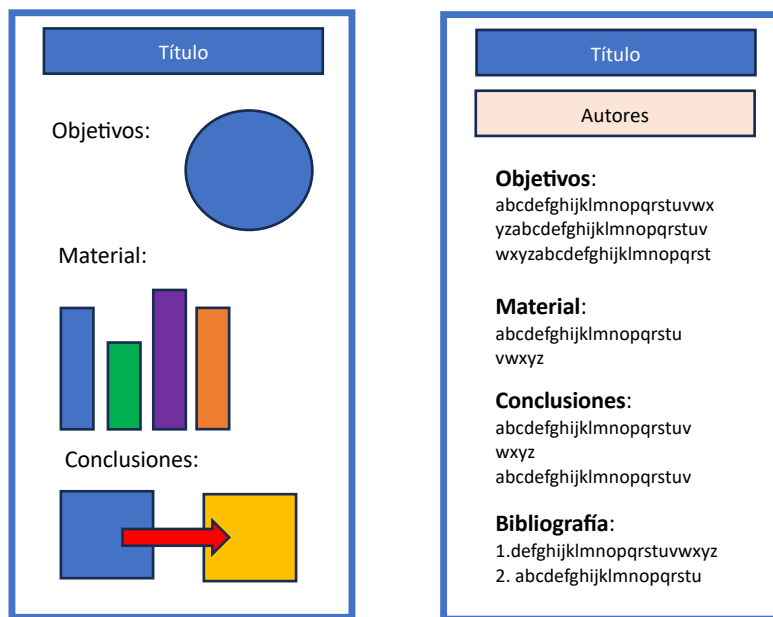 Título
Objetivos:
Material:
Conclusiones:
Título
Autores
Objetivos:
abcdefghijklmnopqrstuvwx
yzabcdefghijklmnopqrstuv
wxyzabcdefghijklmnopqrst
Material:
abcdefghijklmnopqrstu
vwxyz
Conclusiones:
abcdefghijklmnopqrstuv
wxyz
abcdefghijklmnopqrstuv
Bibliografía:
1.defghijklmnopqrstuvwxyz
2. abcdefghijklmnopqrstu